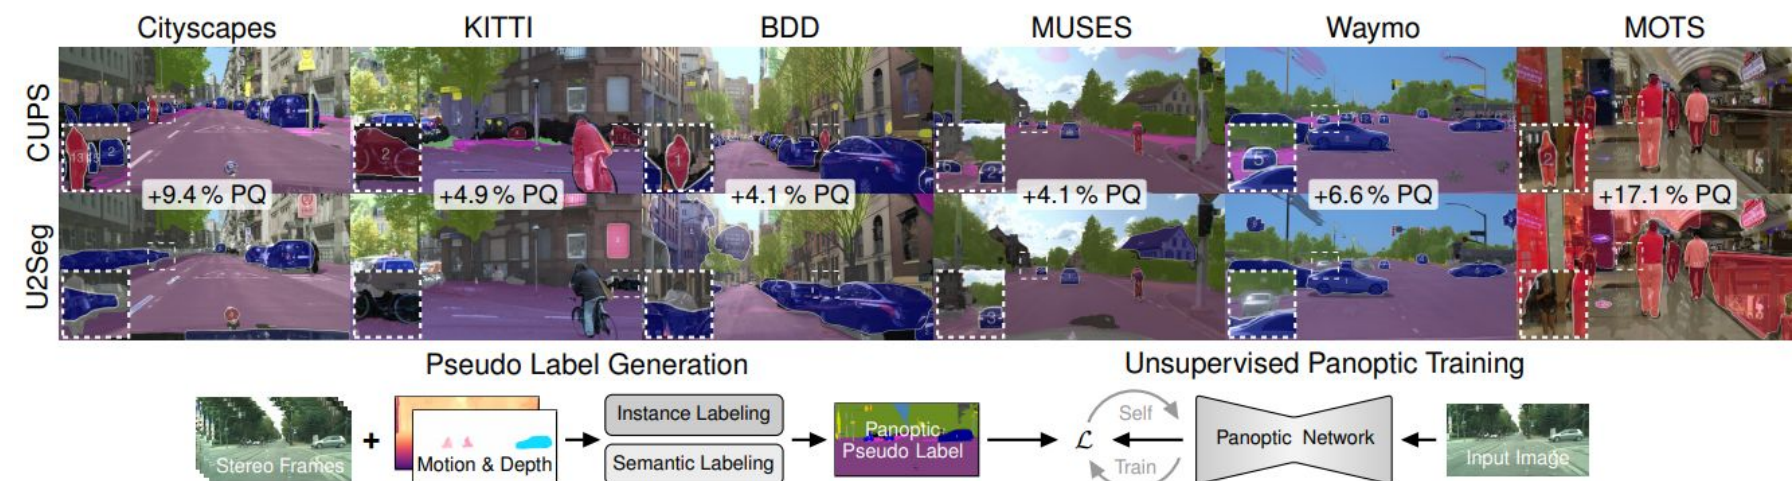 Cityscapes KITTI BDD MUSES Waymo MOTS
CUPS
+9.4 % PQ +4.9 % PQ +4.1 % PQ +4.1 % PQ +6.6 % PQ +17.1 % PQ
U2Seg
Pseudo Label Generation Unsupervised Panoptic Training
Stereo Frames
+
Motion & Depth
Instance Labeling
Semantic Labeling
Panoptic
Pseudo Label
Self
ℒ
Train
Panoptic Network
Input Image